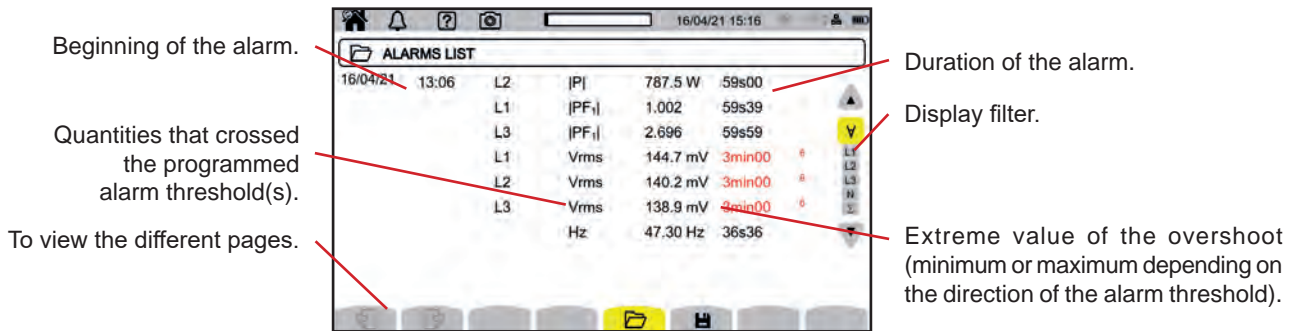 16/04/21 15:16
ALARMS LIST
16/04/21 13:06 L2 |P| 787.5 W 59s00
L1 |PF₁| 1.002 59s39
L3 |PF₁| 2.696 59s59
L1 Vrms 144.7 mV 3min00 6
L2 Vrms 140.2 mV 3min00 6
L3 Vrms 138.9 mV 3min00 6
Hz 47.30 Hz 36s36
∀
L1
L2
L3
N
Σ
Beginning of the alarm.
Quantities that crossed
the programmed
alarm threshold(s).
To view the different pages.
Duration of the alarm.
Display filter.
Extreme value of the overshoot
(minimum or maximum depending on
the direction of the alarm threshold).